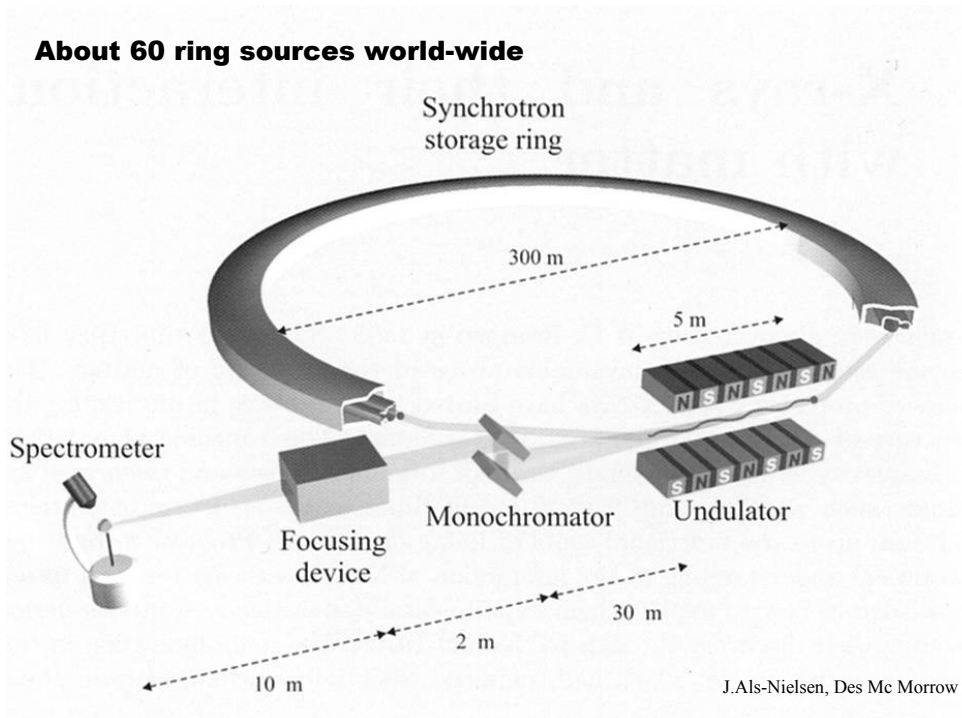 About 60 ring sources world-wide
Synchrotron
storage ring
300 m
5 m
N S N S N S N
S N S N S N S
Spectrometer
Monochromator
Undulator
Focusing
device
30 m
2 m
10 m
J.Als-Nielsen, Des Mc Morrow